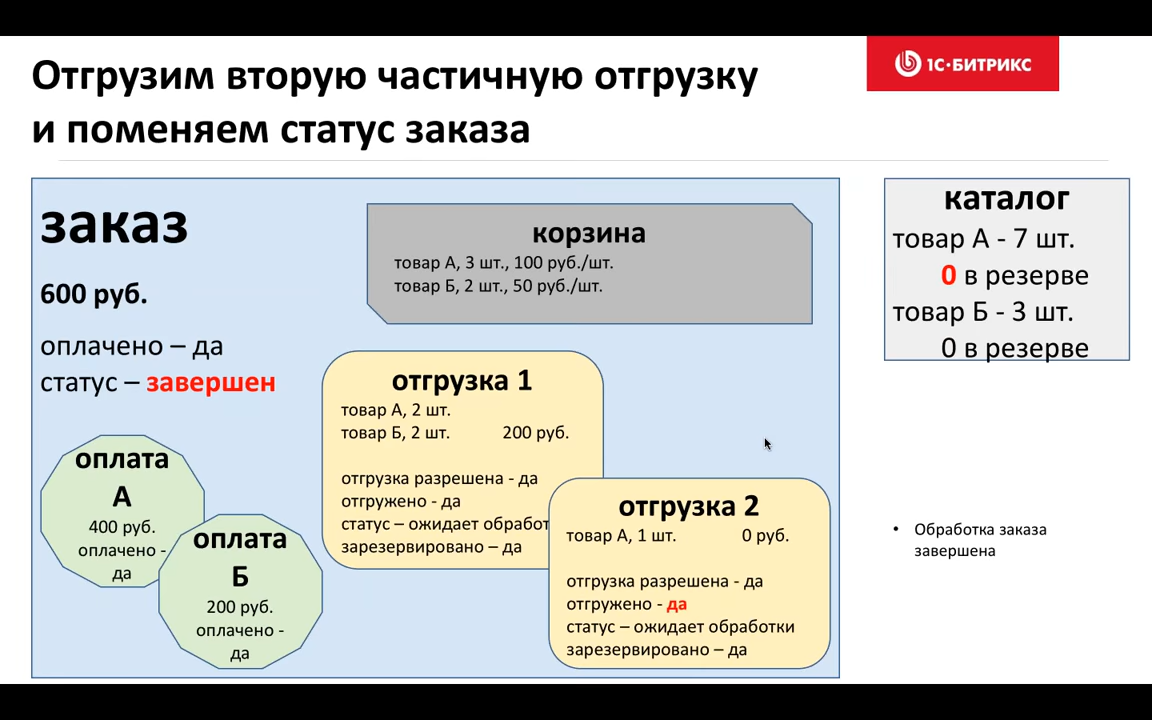 Отгрузим вторую частичную отгрузку
и поменяем статус заказа
1С·БИТРИКС
заказ
600 руб.
оплачено – да
статус – завершен
корзина
товар А, 3 шт., 100 руб./шт.
товар Б, 2 шт., 50 руб./шт.
каталог
товар А - 7 шт.
0 в резерве
товар Б - 3 шт.
0 в резерве
отгрузка 1
товар А, 2 шт.
товар Б, 2 шт. 200 руб.
отгрузка разрешена - да
отгружено - да
статус – ожидает обработ
зарезервировано – да
отгрузка 2
товар А, 1 шт. 0 руб.
отгрузка разрешена - да
отгружено - да
статус – ожидает обработки
зарезервировано – да
оплата
А
400 руб.
оплачено -
да
оплата
Б
200 руб.
оплачено -
да
• Обработка заказа
завершена